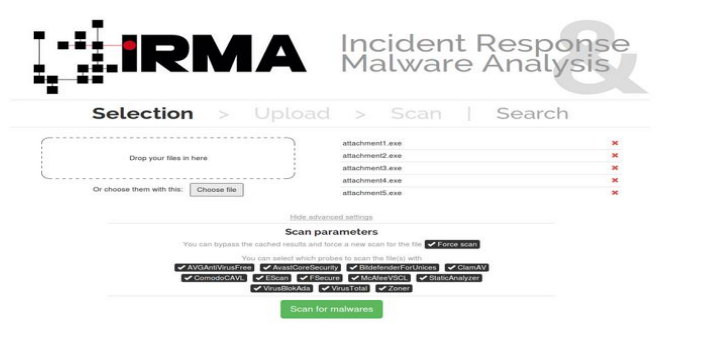 IRMA
Incident Response
& Malware Analysis
Selection > Upload > Scan | Search
Drop your files in here
Or choose them with this: Choose file
attachment1.exe
attachment2.exe
attachment3.exe
attachment4.exe
attachment5.exe
Hide advanced settings
Scan parameters
You can bypass the cached results and force a new scan for the file ✔ Force scan
You can select which probes to scan the file(s) with
✔ AVGAntiVirusFree ✔ AvastCoreSecurity ✔ BitdefenderForUnices ✔ ClamAV
✔ ComodoCAVL ✔ EScan ✔ FSecure ✔ McAfeeVSCL ✔ StaticAnalyzer
✔ VirusBlokAda ✔ VirusTotal ✔ Zoner
Scan for malwares